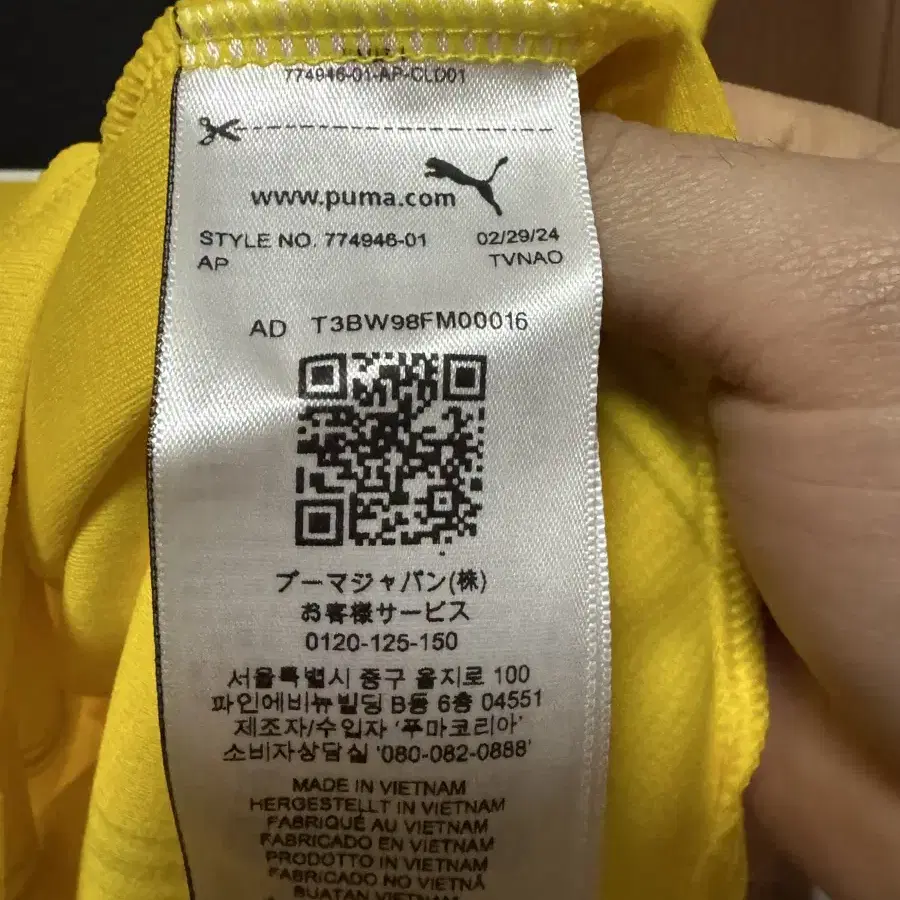 774946-01-AP-CLD01
www.puma.com
STYLE NO. 774946-01 02/29/24
AP TVNAO
AD T3BW98FM00016
プーマジャパン(株)
お客様サービス
0120-125-150
서울특별시 중구 을지로 100
파인에비뉴빌딩 B동 6층 04551
제조자/수입자 '푸마코리아'
소비자상담실 '080-082-0888'
MADE IN VIETNAM
HERGESTELLT IN VIETNAM
FABRIQUÉ AU VIETNAM
FABRICADO EN VIETNAM
PRODOTTO IN VIETNAM
FABRICADO NO VIETNÃ
BUATAN VIETNAM